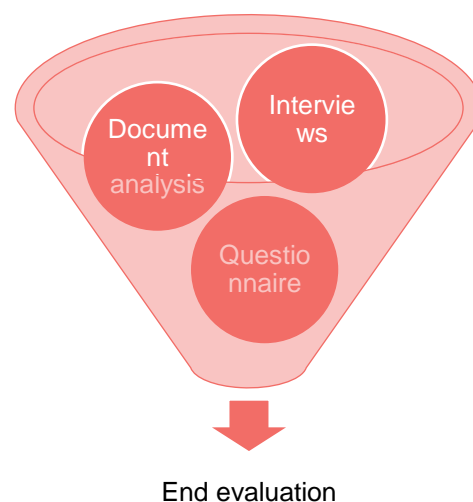 Docume
nt
analysis
Intervie
ws
Questio
nnaire
End evaluation